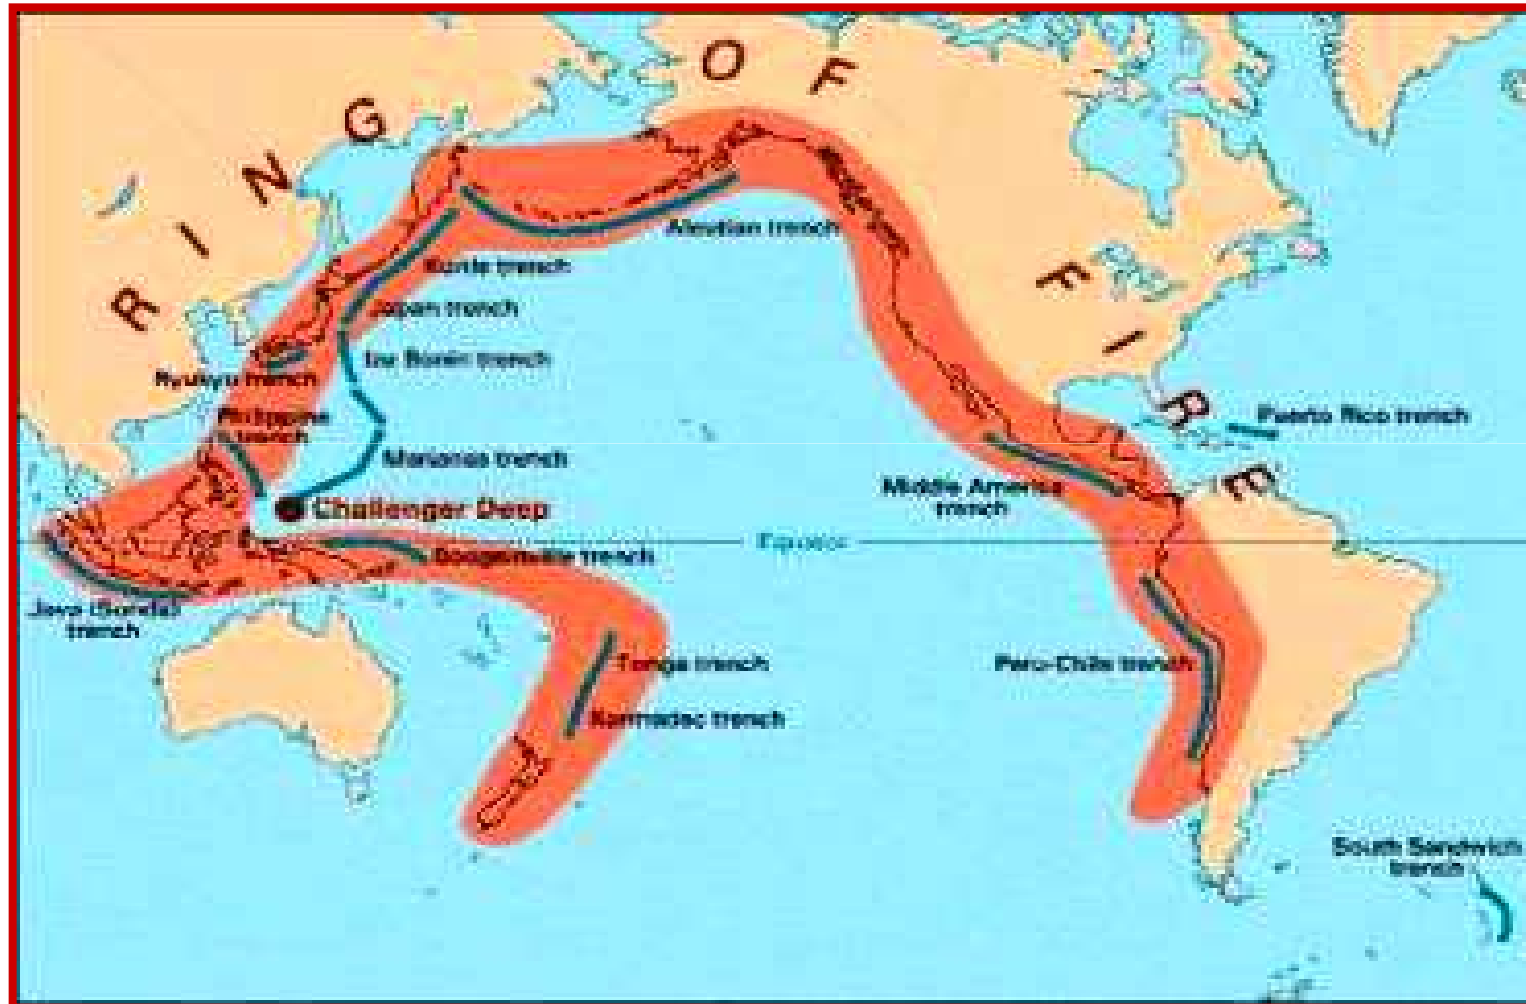 RING OF FIRE
Aleutian trench
Kurile trench
Japan trench
Izu Bonin trench
Ryukyu trench
Philippine
trench
Marianas trench
Challenger Deep
Equator
Bougainville trench
Java (Sunda)
trench
Tonga trench
Kermadec trench
Middle America
trench
Puerto Rico trench
Peru-Chile trench
South Sandwich
trench